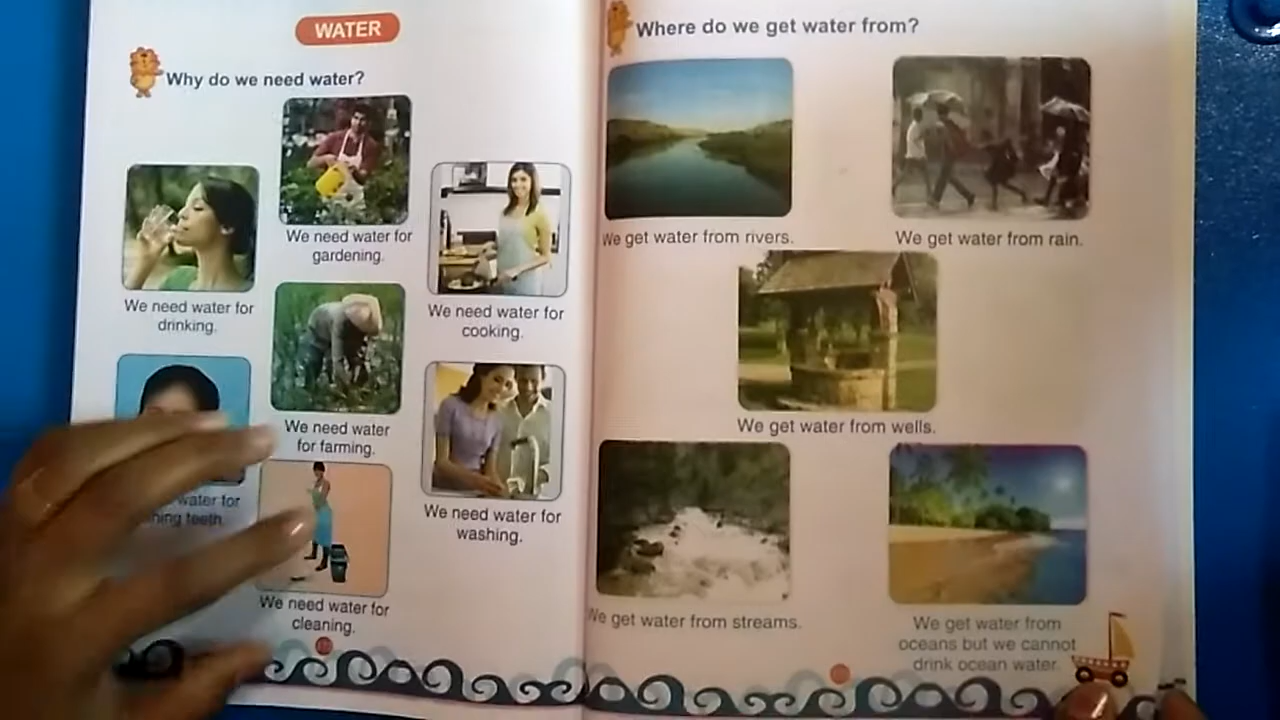 WATER
Why do we need water?
We need water for
gardening.
We need water for
drinking.
We need water for
cooking.
We need water
for farming.
water for
teeth.
We need water for
washing.
We need water for
cleaning.
Where do we get water from?
We get water from rivers.
We get water from rain.
We get water from wells.
We get water from streams.
We get water from
oceans but we cannot
drink ocean water.